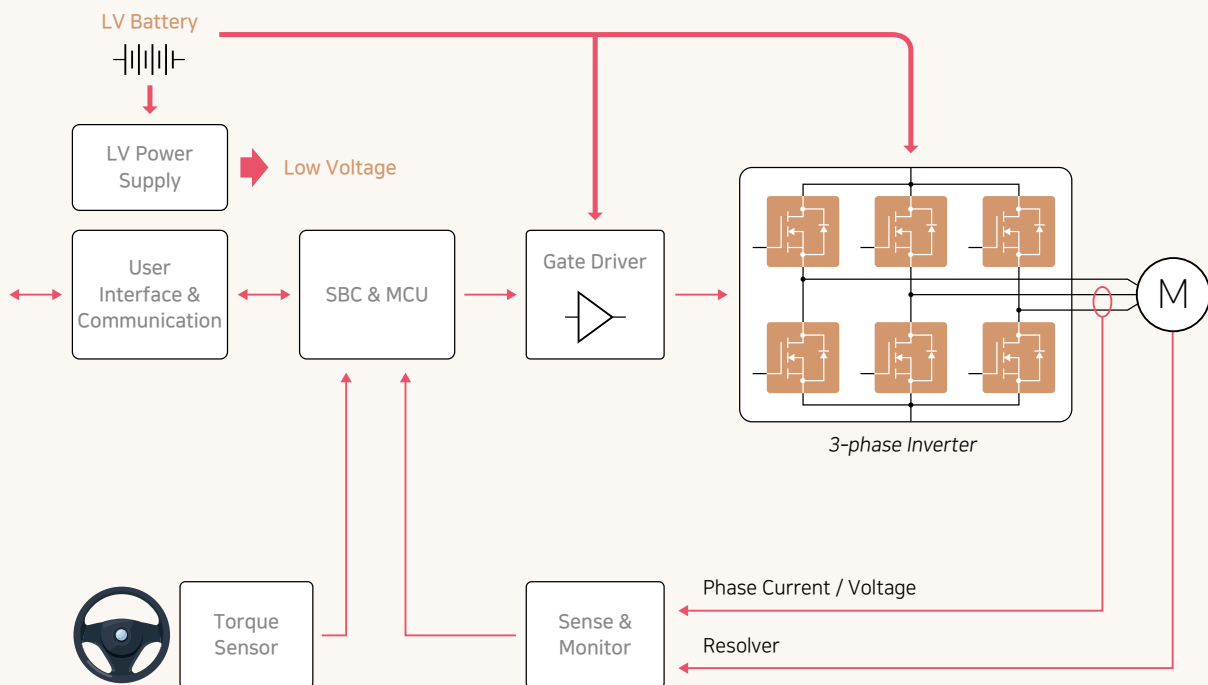 LV Battery
LV Power
Supply
Low Voltage
User
Interface &
Communication
SBC & MCU
Gate Driver
M
3-phase Inverter
Torque
Sensor
Sense &
Monitor
Phase Current / Voltage
Resolver